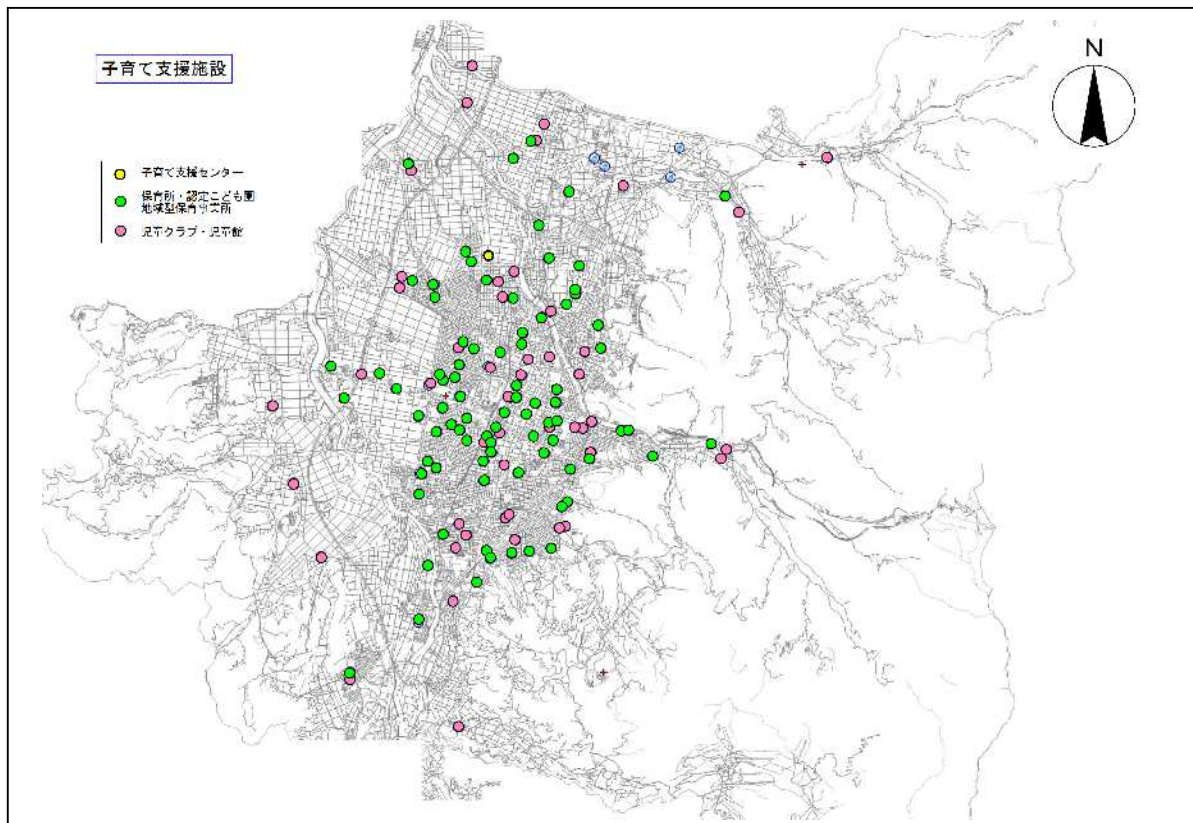 子育て支援施設
N
子育て支援センター
保育所・認定こども園
地域型保育事業所
児童クラブ・児童館